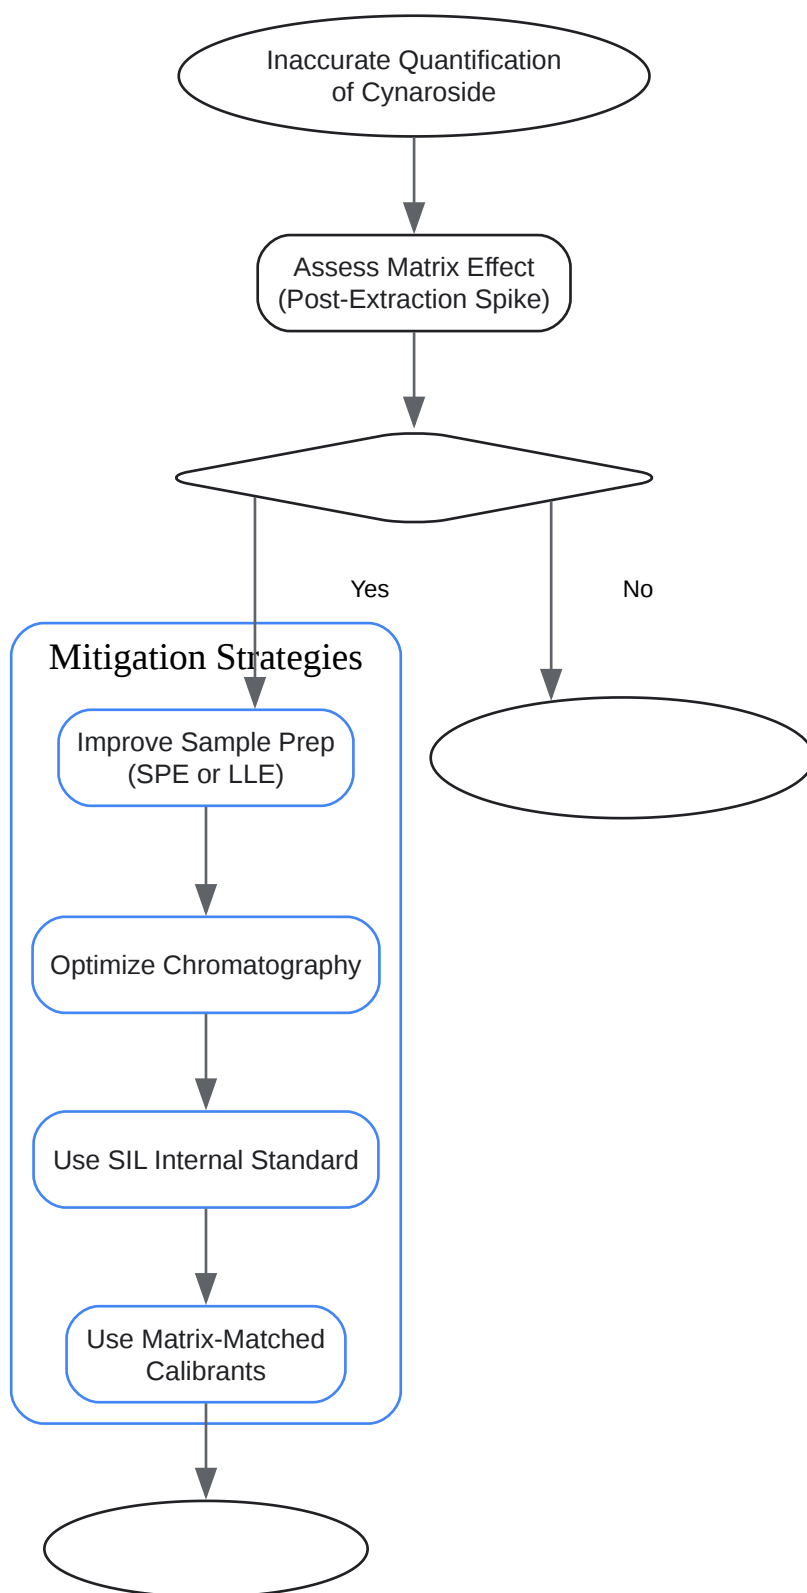 Inaccurate Quantification
of Cynaroside
Assess Matrix Effect
(Post-Extraction Spike)
Yes
No
Mitigation Strategies
Improve Sample Prep
(SPE or LLE)
Optimize Chromatography
Use SIL Internal Standard
Use Matrix-Matched
Calibrants